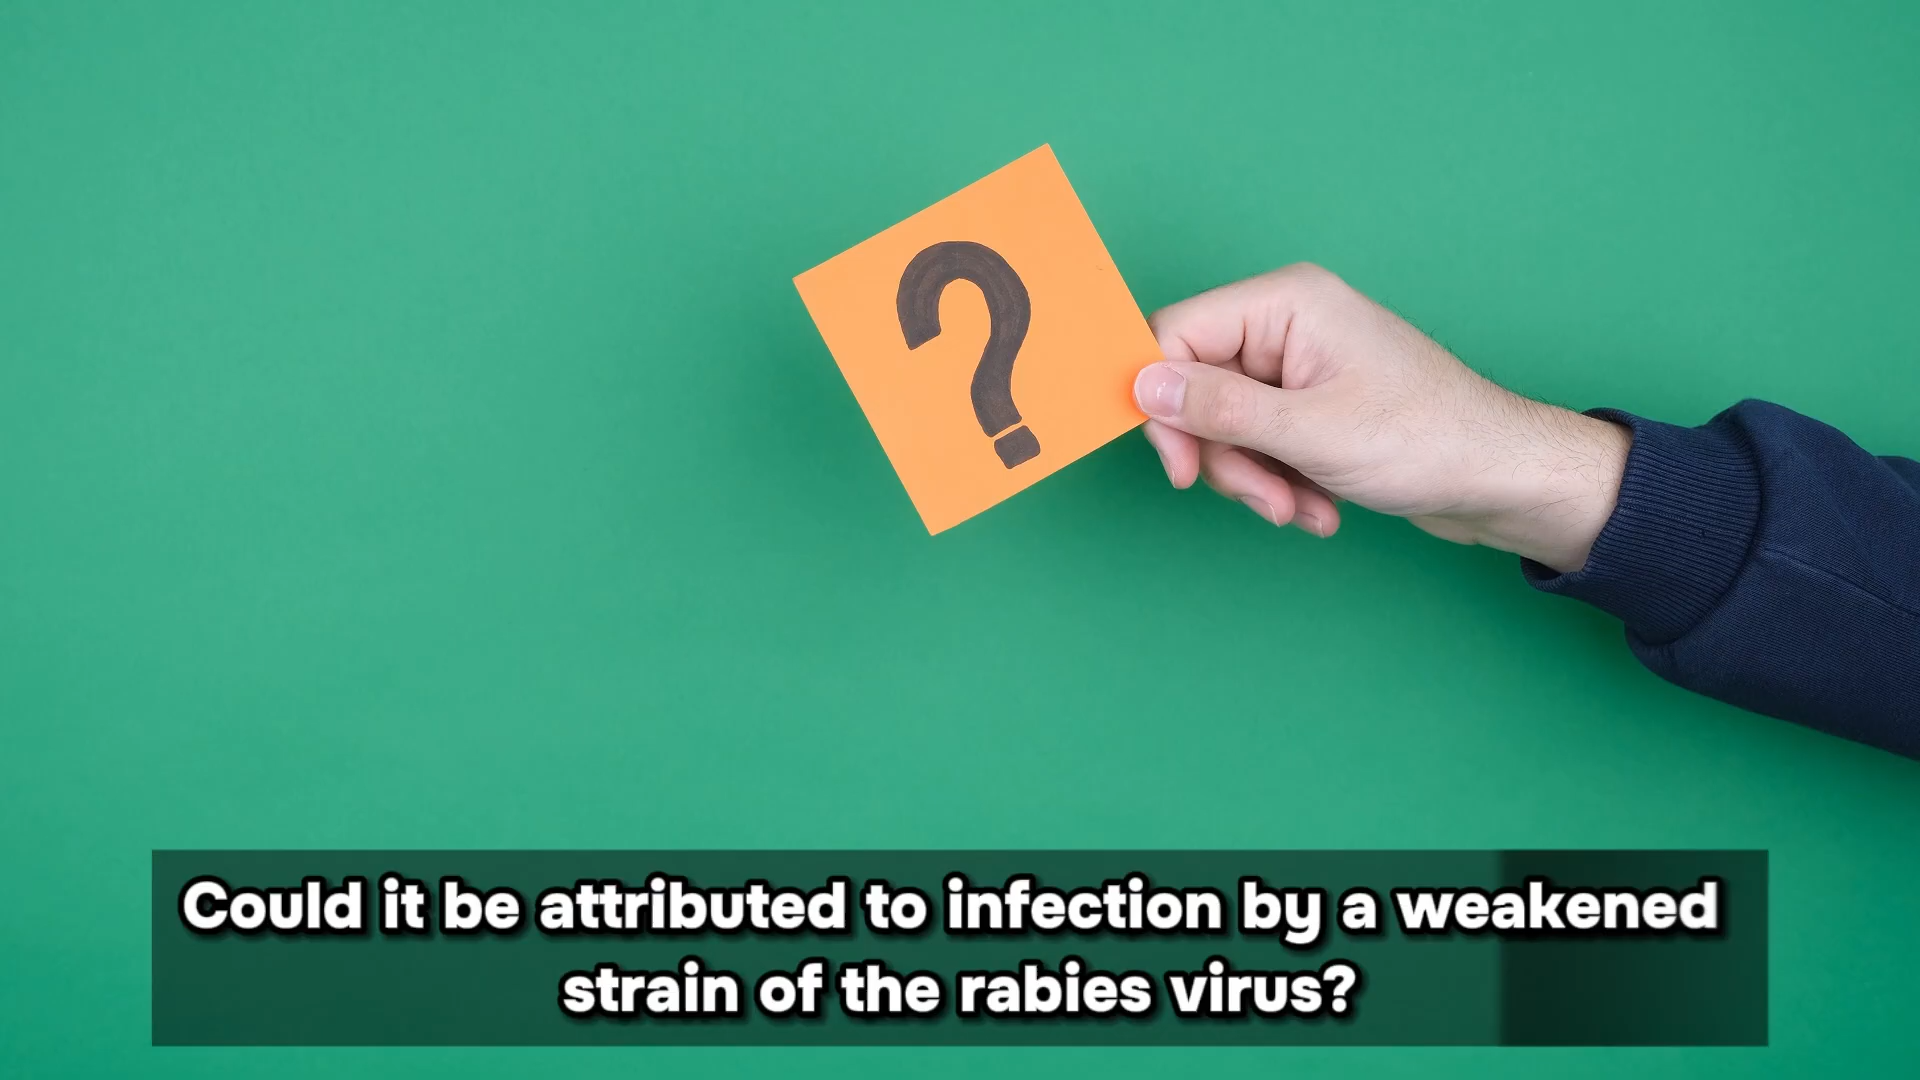 ?
Could it be attributed to infection by a weakened
strain of the rabies virus?